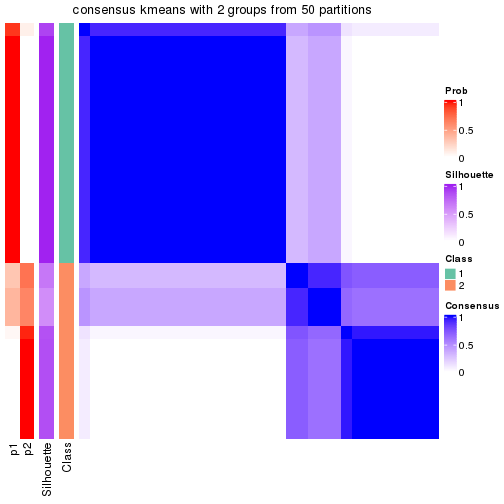 consensus kmeans with 2 groups from 50 partitions
Prob
1
0.5
0
Silhouette
1
0.5
0
Class
1
2
Consensus
1
0.5
0
p1
p2
Silhouette
Class